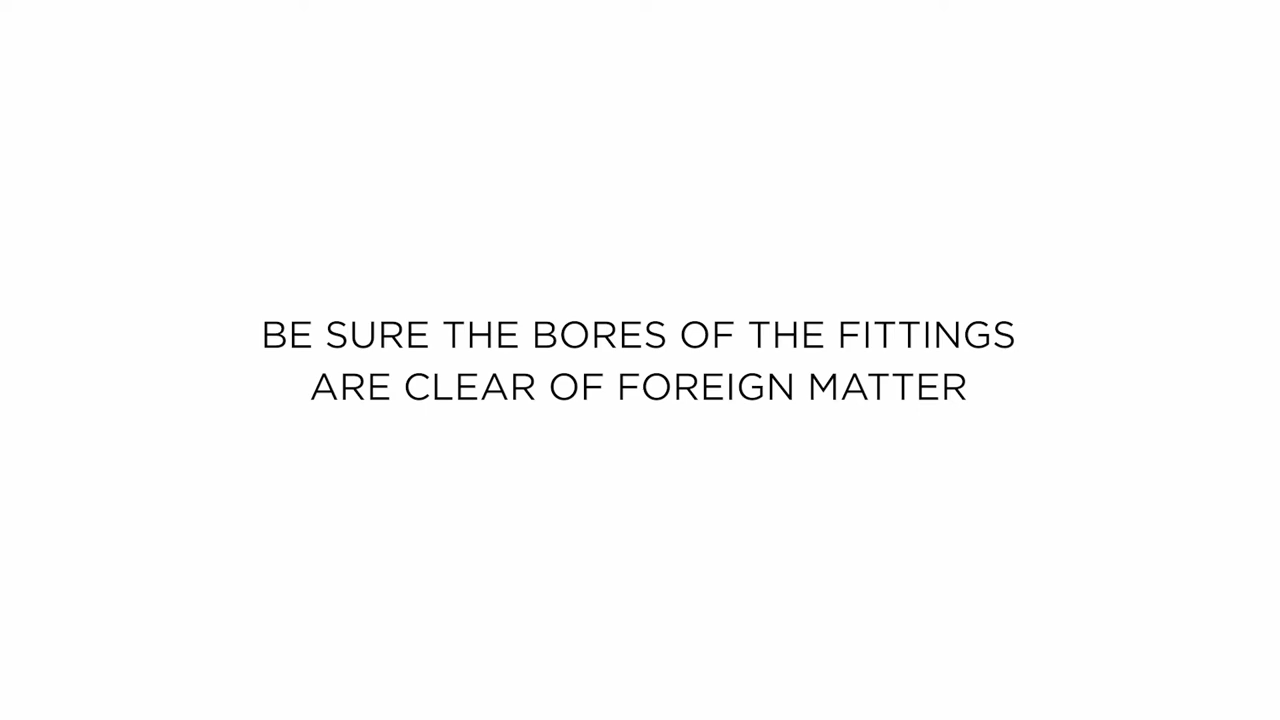 BE SURE THE BORES OF THE FITTINGS
ARE CLEAR OF FOREIGN MATTER